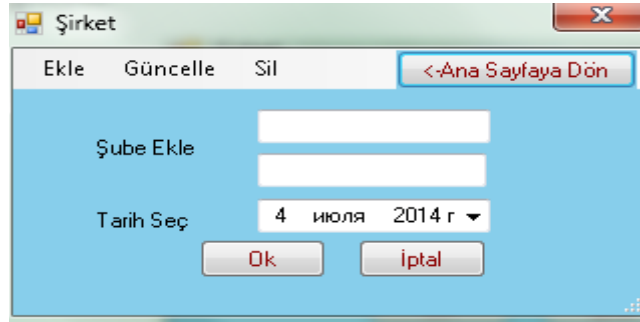 Şirket
Ekle Güncelle Sil <-Ana Sayfaya Dön
Şube Ekle
Tarih Seç 4 июля 2014 г
Ok İptal